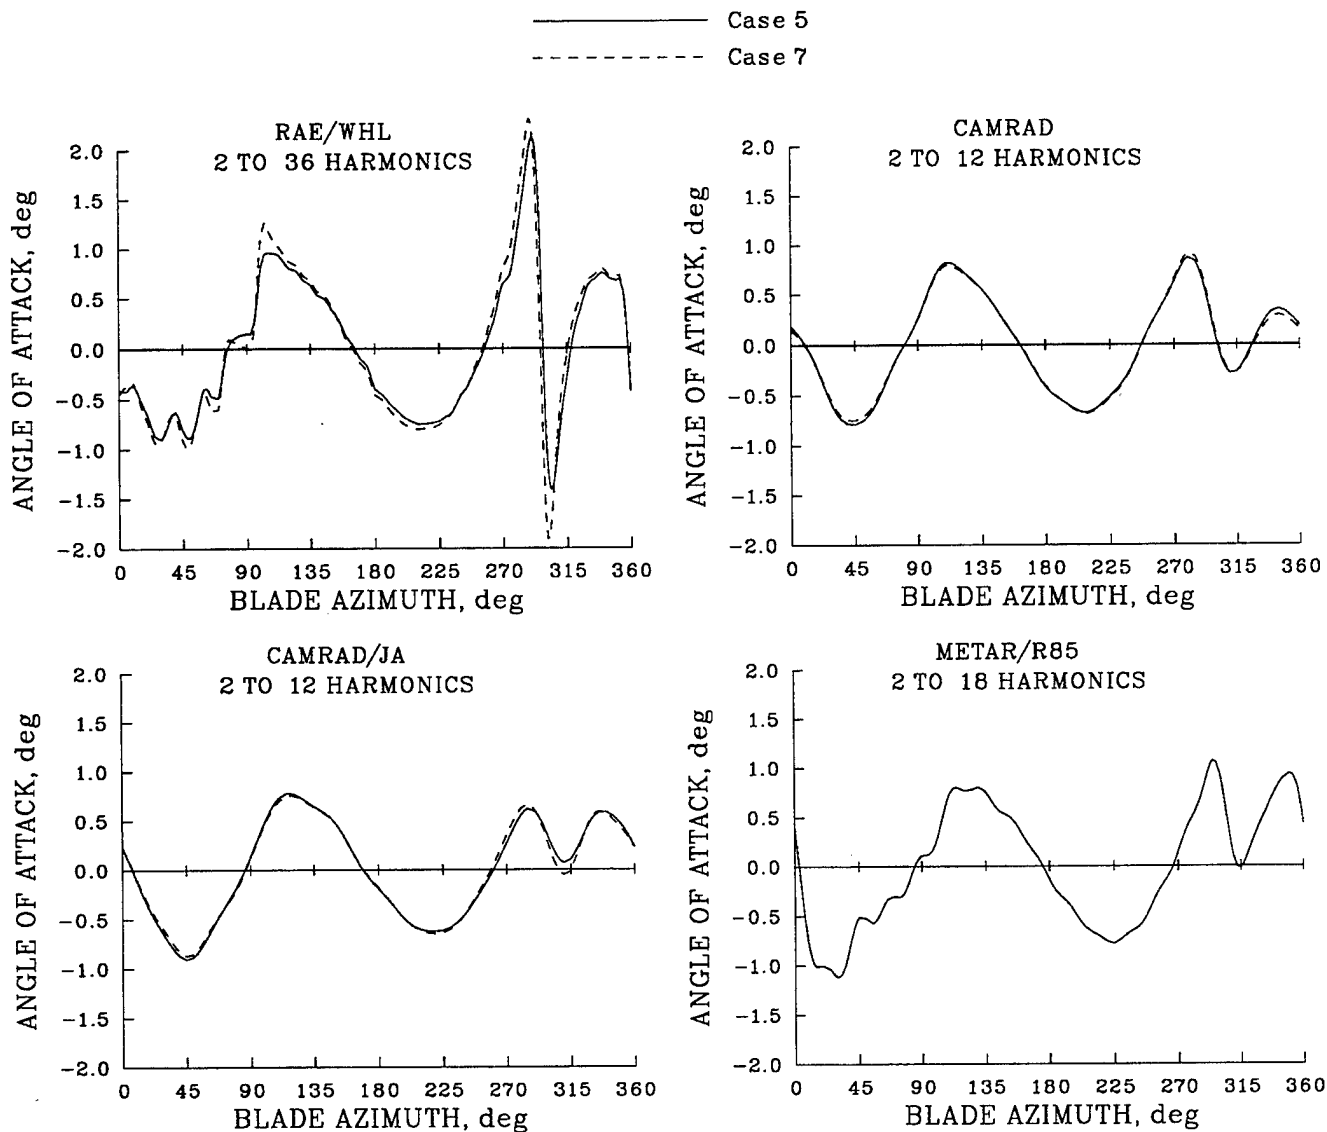 Case 5
Case 7
RAE/WHL
2 TO 36 HARMONICS
ANGLE OF ATTACK, deg
2.0
1.5
1.0
0.5
0.0
-0.5
-1.0
-1.5
-2.0
0 45 90 135 180 225 270 315 360
BLADE AZIMUTH, deg
CAMRAD
2 TO 12 HARMONICS
ANGLE OF ATTACK, deg
2.0
1.5
1.0
0.5
0.0
-0.5
-1.0
-1.5
-2.0
0 45 90 135 180 225 270 315 360
BLADE AZIMUTH, deg
CAMRAD/JA
2 TO 12 HARMONICS
ANGLE OF ATTACK, deg
2.0
1.5
1.0
0.5
0.0
-0.5
-1.0
-1.5
-2.0
0 45 90 135 180 225 270 315 360
BLADE AZIMUTH, deg
METAR/R85
2 TO 18 HARMONICS
ANGLE OF ATTACK, deg
2.0
1.5
1.0
0.5
0.0
-0.5
-1.0
-1.5
-2.0
0 45 90 135 180 225 270 315 360
BLADE AZIMUTH, deg